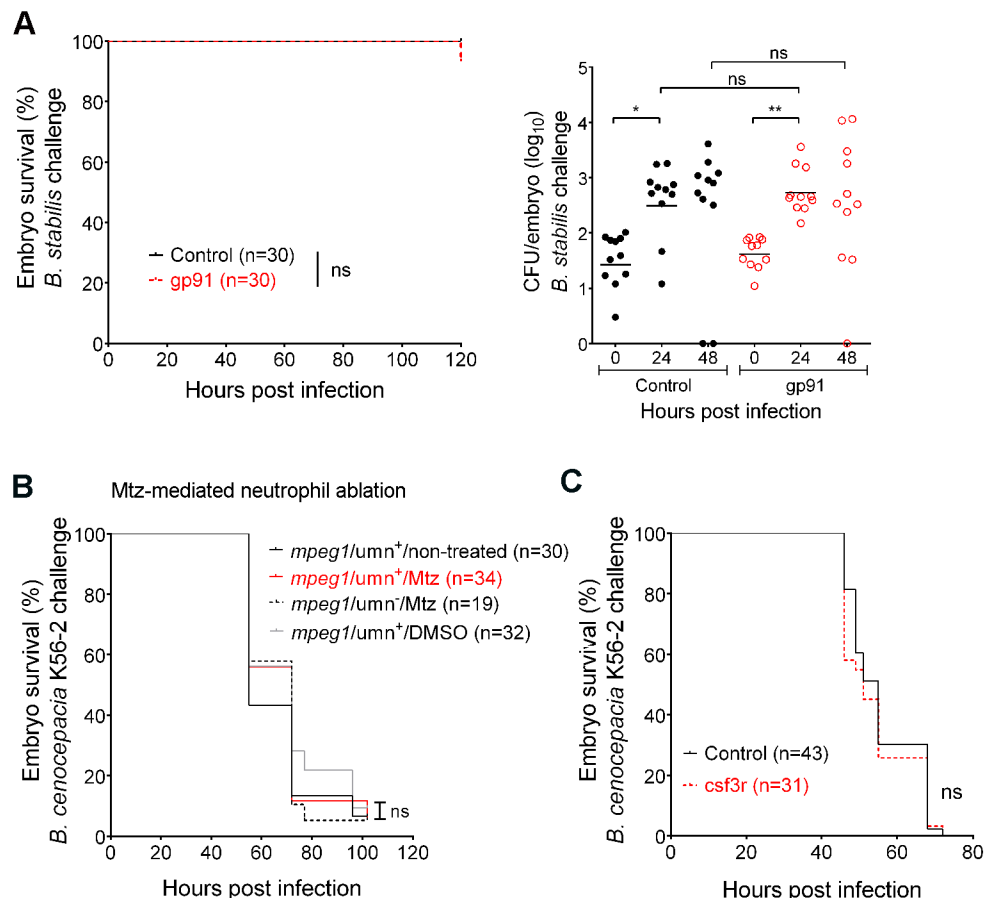 A
Embryo survival (%)
B. stabilis challenge
100
80
60
40
20
0
Control (n=30)
gp91 (n=30)
ns
0 20 40 60 80 100 120
Hours post infection
CFU/embryo (log10)
B. stabilis challenge
5
4
3
2
1
0
ns
ns
*
**
0 24 48 0 24 48
Control gp91
Hours post infection
B
Mtz-mediated neutrophil ablation
Embryo survival (%)
B. cenocepacia K56-2 challenge
100
80
60
40
20
0
mpeg1/umn+/non-treated (n=30)
mpeg1/umn+/Mtz (n=34)
mpeg1/umn-/Mtz (n=19)
mpeg1/umn+/DMSO (n=32)
ns
0 20 40 60 80 100 120
Hours post infection
C
Embryo survival (%)
B. cenocepacia K56-2 challenge
100
80
60
40
20
0
Control (n=43)
csf3r (n=31)
ns
0 20 40 60 80
Hours post infection